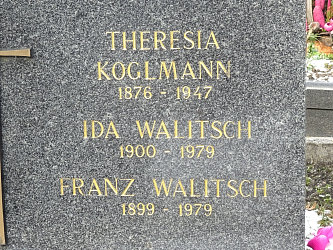 THERESIA
KOGLMANN
1876 - 1947
IDA WALITSCH
1900 - 1979
FRANZ WALITSCH
1899 - 1979